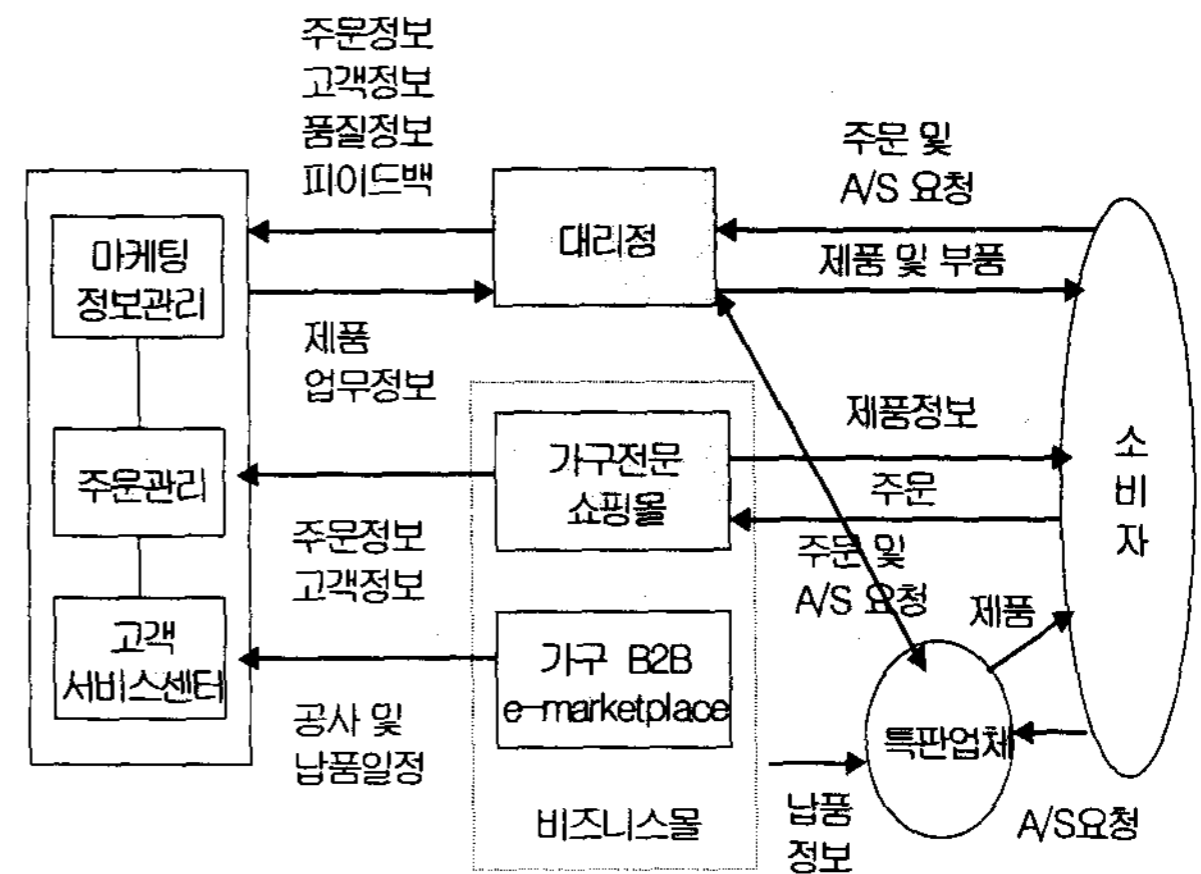 주문정보
고객정보
품질정보
피이드백
주문 및
A/S 요청
마케팅
정보관리
대리점
제품 및 부품
제품
업무정보
제품정보
주문관리
가구전문
쇼핑몰
주문
소
비
자
주문정보
고객정보
주문 및
A/S 요청
제품
고객
서비스센터
가구 B2B
e-marketplace
특판업체
공사 및
납품일정
비즈니스몰
납품
정보
A/S요청